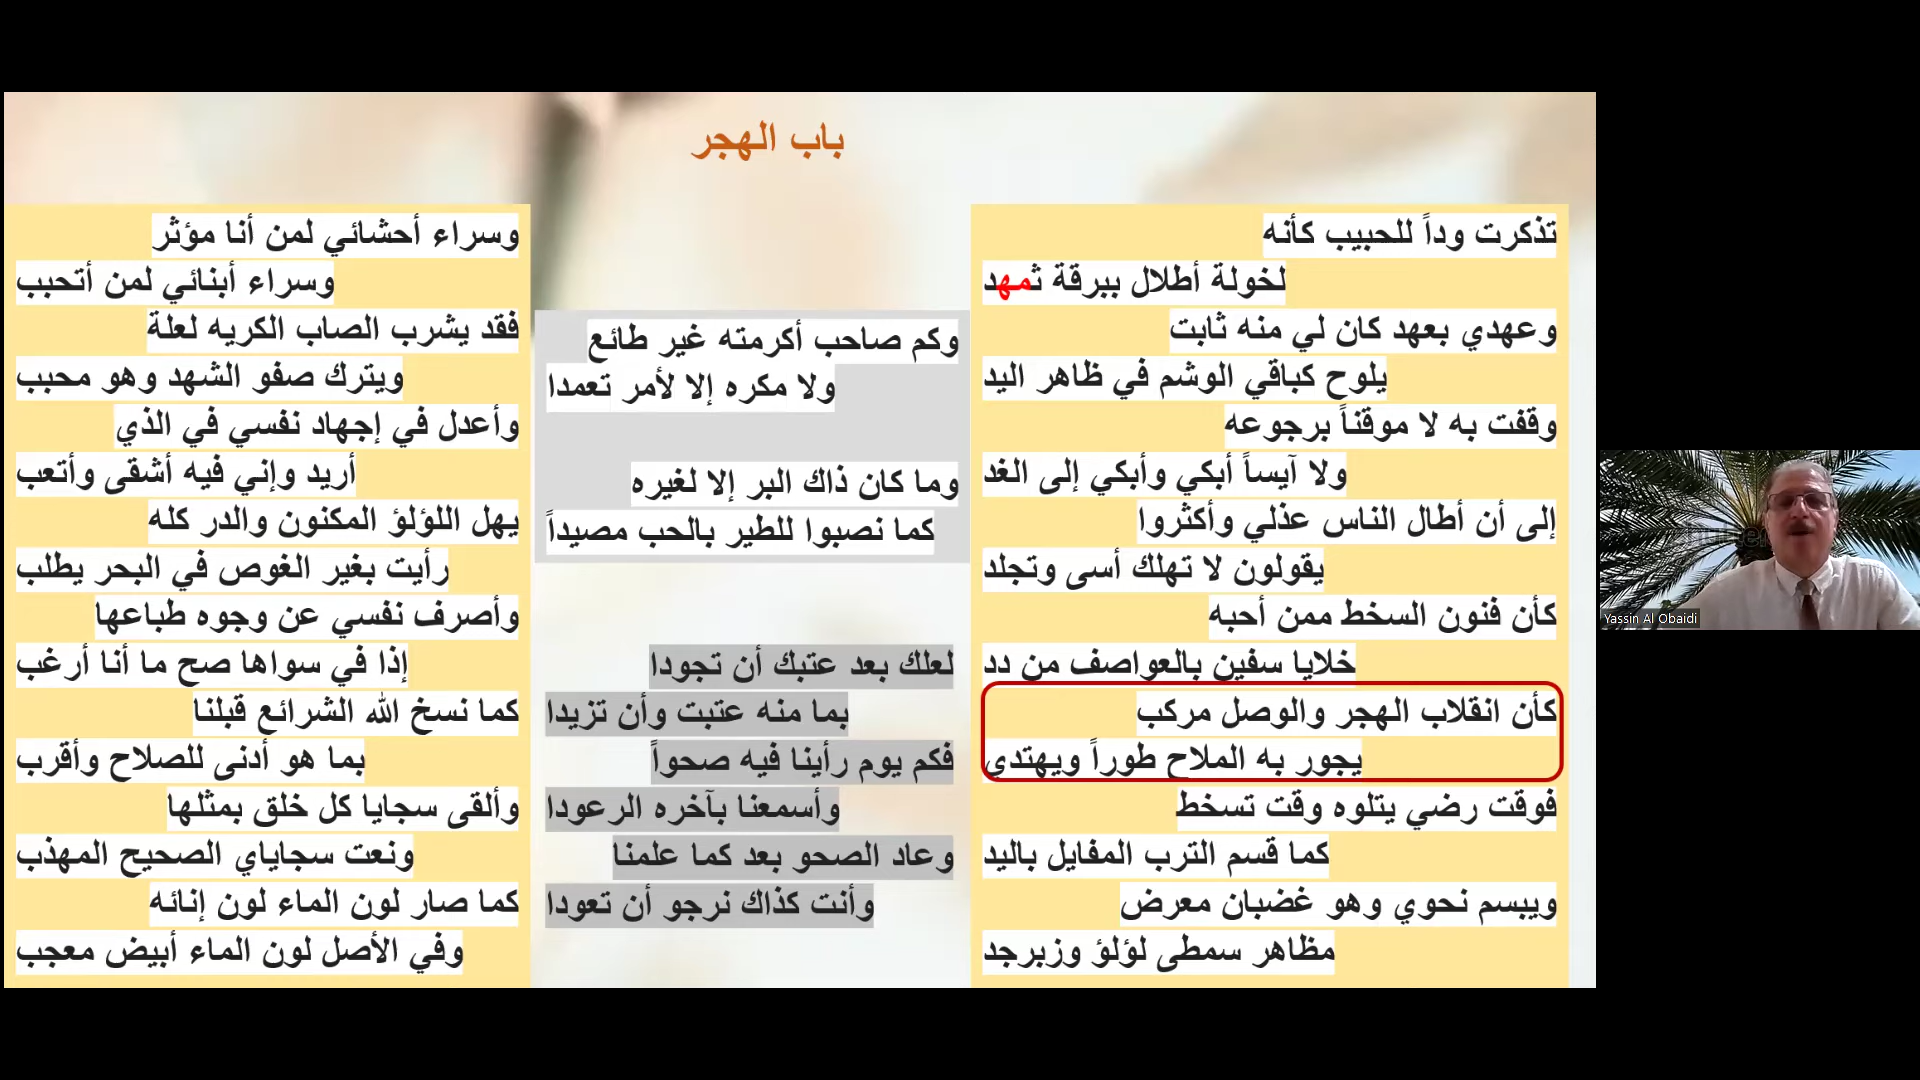 باب الهجر
تذكرت وداً للحبيب كأنه
لخولة أطلال ببرقة ثمهد
وعهدي بعهد كان لي منه ثابت
يلوح كباقي الوشم في ظاهر اليد
وقفت به لا موقناً برجوعه
ولا آيساً أبكي وأبكي إلى الغد
إلى أن أطال الناس عذلي وأكثروا
يقولون لا تهلك أسى وتجلد
كأن فنون السخط ممن أحبه
خلايا سفين بالعواصف من دد
كأن انقلاب الهجر والوصل مركب
يجور به الملاح طوراً ويهتدي
فوقت رضي يتلوه وقت تسخط
كما قسم الترب المفايل باليد
ويبسم نحوي وهو غضبان معرض
مظاهر سمطى لؤلؤ وزبرجد
وكم صاحب أكرمته غير طائع
ولا مكره إلا لأمر تعمدا
وما كان ذاك البر إلا لغيره
كما نصبوا للطير بالحب مصيداً
لعلك بعد عتبك أن تجودا
بما منه عتبت وأن تزيدا
فكم يوم رأينا فيه صحواً
وأسمعنا بآخره الرعودا
وعاد الصحو بعد كما علمنا
وأنت كذاك نرجو أن تعودا
وسراء أحشائي لمن أنا مؤثر
وسراء أبنائي لمن أتحبب
فقد يشرب الصاب الكريه لعلة
ويترك صفو الشهد وهو محبب
وأعدل في إجهاد نفسي في الذي
أريد وإني فيه أشقى وأتعب
يهل اللؤلؤ المكنون والدر كله
رأيت بغير الغوص في البحر يطلب
وأصرف نفسي عن وجوه طباعها
إذا في سواها صح ما أنا أرغب
كما نسخ الله الشرائع قبلنا
بما هو أدنى للصلاح وأقرب
وألقى سجايا كل خلق بمثلها
ونعت سجاياي الصحيح المهذب
كما صار لون الماء لون إنائه
وفي الأصل لون الماء أبيض معجب
Yassin Al Obaidi